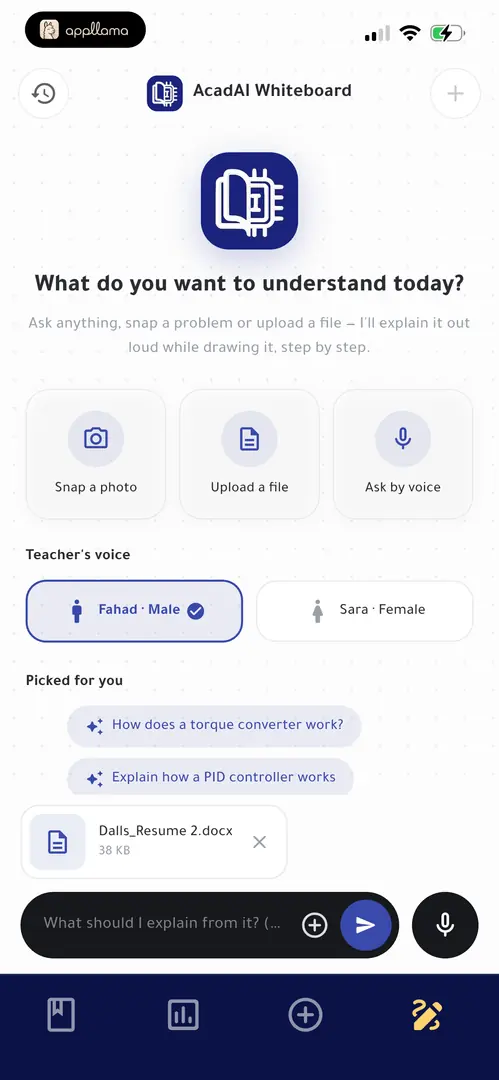 appllama
AcadAI Whiteboard
What do you want to understand today?
Ask anything, snap a problem or upload a file – I'll explain it out
loud while drawing it, step by step.
Snap a photo
Upload a file
Ask by voice
Teacher's voice
Fahad · Male
Sara · Female
Picked for you
How does a torque converter work?
Explain how a PID controller works
Dalls_Resume 2.docx
38 KB
What should I explain from it? (...